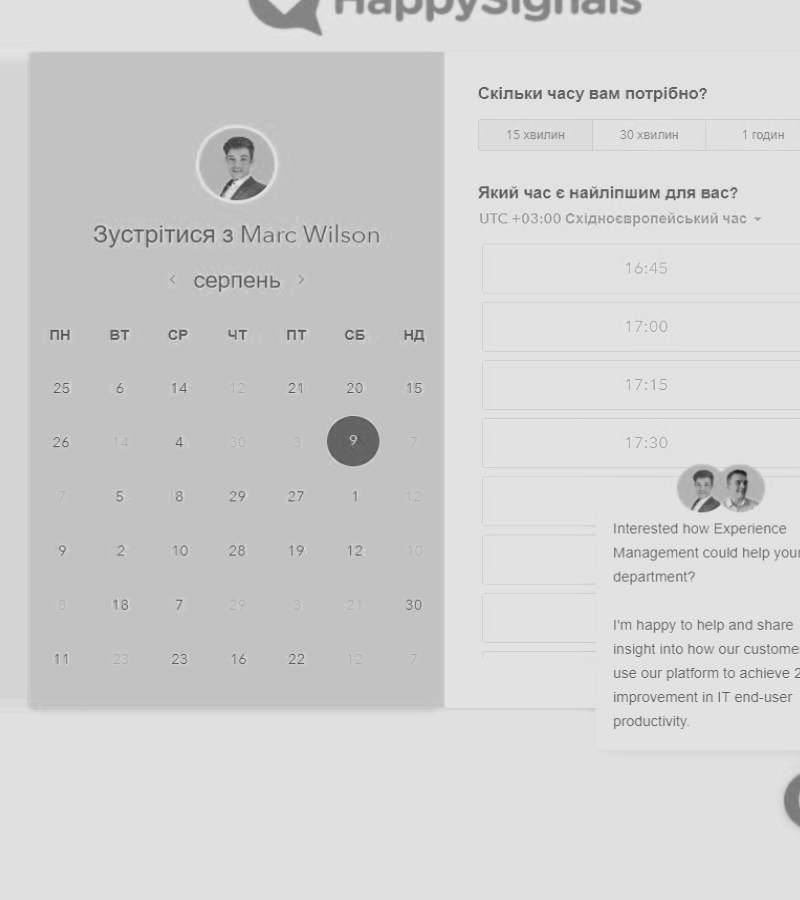 HappySignals
Зустрітися з Marc Wilson
серпень
ПН ВТ СР ЧТ ПТ СБ НД
25 6 14 12 21 20 15
26 14 4 30 3 9 7
7 5 8 29 27 1 12
9 2 10 28 19 12 10
8 18 7 29 3 21 30
11 23 23 16 22 12 7
Скільки часу вам потрібно?
15 хвилин 30 хвилин 1 годин
Який час є найліпшим для вас?
UTC +03:00 Східноєвропейський час
16:45
17:00
17:15
17:30
Interested how Experience
Management could help your
department?
I'm happy to help and share
insight into how our custome
use our platform to achieve 2
improvement in IT end-user
productivity.